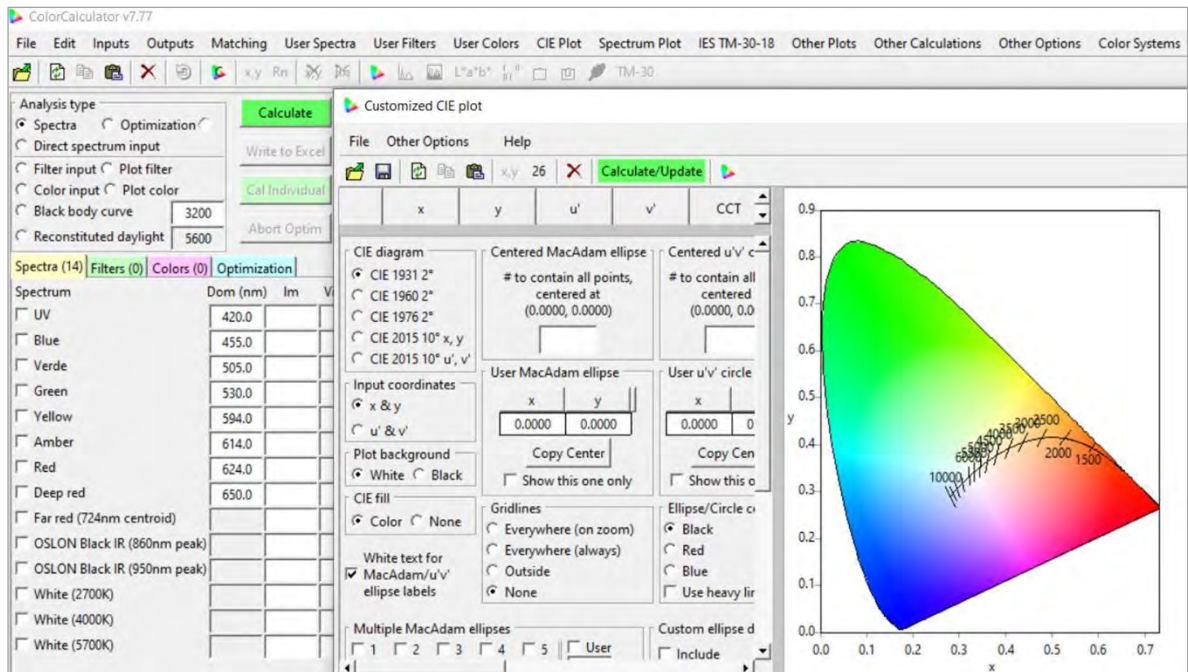 ColorCalculator v7.77
File Edit Inputs Outputs Matching User Spectra User Filters User Colors CIE Plot Spectrum Plot IES TM-30-18 Other Plots Other Calculations Other Options Color Systems
x,y Rn L*a*b* TM-30
Analysis type
Spectra Optimization
Direct spectrum input
Filter input Plot filter
Color input Plot color
Black body curve 3200
Reconstituted daylight 5600
Calculate
Write to Excel
Cal Individual
Abort Optim
Spectra (14) Filters (0) Colors (0) Optimization
Spectrum Dom (nm) lm
UV 420.0
Blue 455.0
Verde 505.0
Green 530.0
Yellow 594.0
Amber 614.0
Red 624.0
Deep red 650.0
Far red (724nm centroid)
OSLON Black IR (860nm peak)
OSLON Black IR (950nm peak)
White (2700K)
White (4000K)
White (5700K)
Customized CIE plot
File Other Options Help
x,y 26 Calculate/Update
x y u' v' CCT
CIE diagram
CIE 1931 2°
CIE 1960 2°
CIE 1976 2°
CIE 2015 10° x, y
CIE 2015 10° u', v'
Input coordinates
x & y
u' & v'
Plot background
White Black
CIE fill
Color None
White text for
MacAdam/u'v'
ellipse labels
Centered MacAdam ellipse
# to contain all points,
centered at
(0.0000, 0.0000)
User MacAdam ellipse
x y
0.0000 0.0000
Copy Center
Show this one only
Gridlines
Everywhere (on zoom)
Everywhere (always)
Outside
None
Centered u'v' c
# to contain all
centered
(0.0000, 0.00
User u'v' circle
x
0.0000 0.0
Copy Cen
Show this o
Ellipse/Circle co
Black
Red
Blue
Use heavy lin
Multiple MacAdam ellipses
1 2 3 4 5 User
Custom ellipse d
Include
0.9
0.8
0.7
0.6
0.5
0.4
0.3
0.2
0.1
0.0
y
0.0 0.1 0.2 0.3 0.4 0.5 0.6 0.7
x
10000
4500
4000
3500
3000
2500
2000
1500